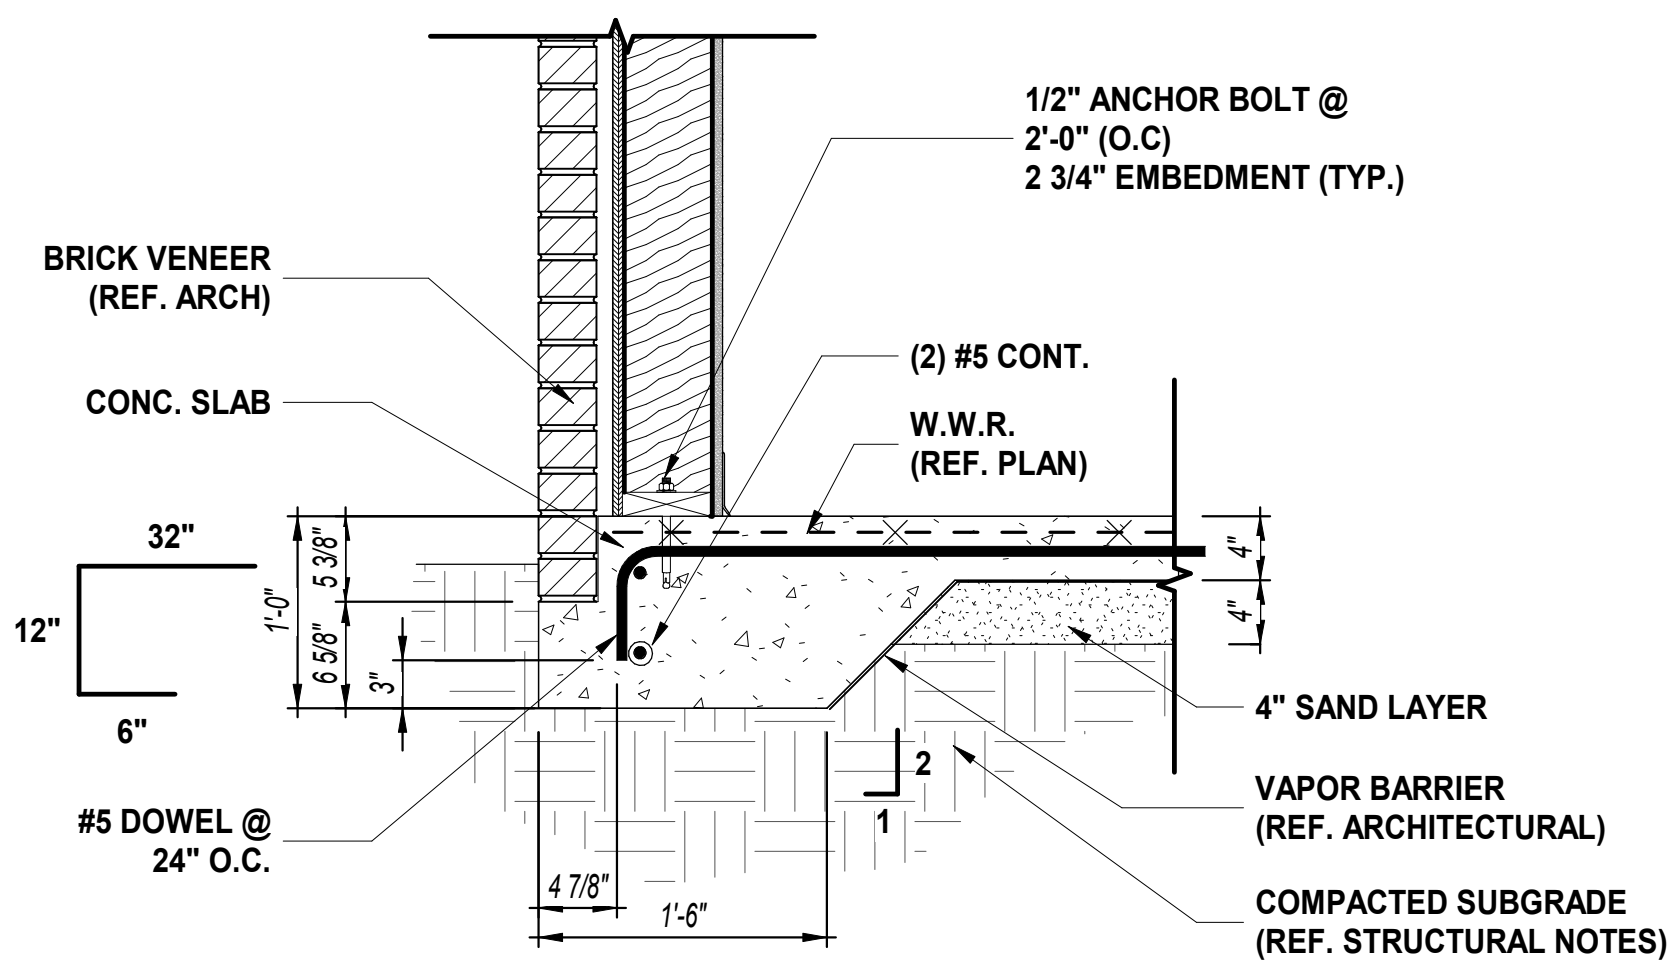 1/2" ANCHOR BOLT @
2'-0" (O.C)
2 3/4" EMBEDMENT (TYP.)
BRICK VENEER
(REF. ARCH)
(2) #5 CONT.
CONC. SLAB
W.W.R.
(REF. PLAN)
32"
12"
6"
1'-0"
5 3/8"
6 5/8"
3"
4"
4"
4" SAND LAYER
2
1
VAPOR BARRIER
(REF. ARCHITECTURAL)
#5 DOWEL @
24" O.C.
4 7/8"
1'-6"
COMPACTED SUBGRADE
(REF. STRUCTURAL NOTES)